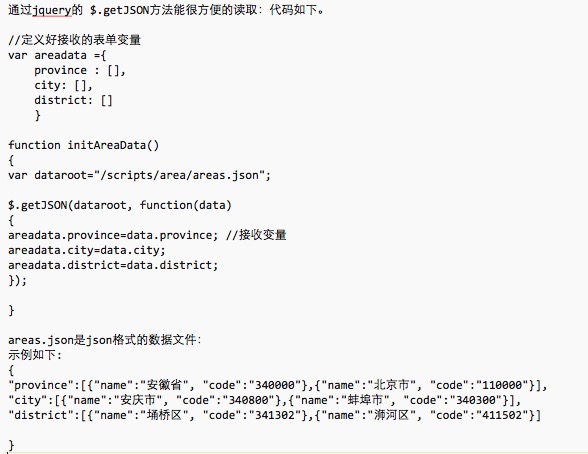 通过jquery的 $.getJSON方法能很方便的读取：代码如下。
//定义好接收的表单变量
var areadata ={
province : [],
city: [],
district: []
}
function initAreaData()
{
var dataroot="/scripts/area/areas.json";
$.getJSON(dataroot, function(data)
{
areadata.province=data.province; //接收变量
areadata.city=data.city;
areadata.district=data.district;
});
}
areas.json是json格式的数据文件：
示例如下:
{
"province":[{"name":"安徽省", "code":"340000"},{"name":"北京市", "code":"110000"}],
"city":[{"name":"安庆市", "code":"340800"},{"name":"蚌埠市", "code":"340300"}],
"district":[{"name":"埇桥区", "code":"341302"},{"name":"浉河区", "code":"411502"}]
}